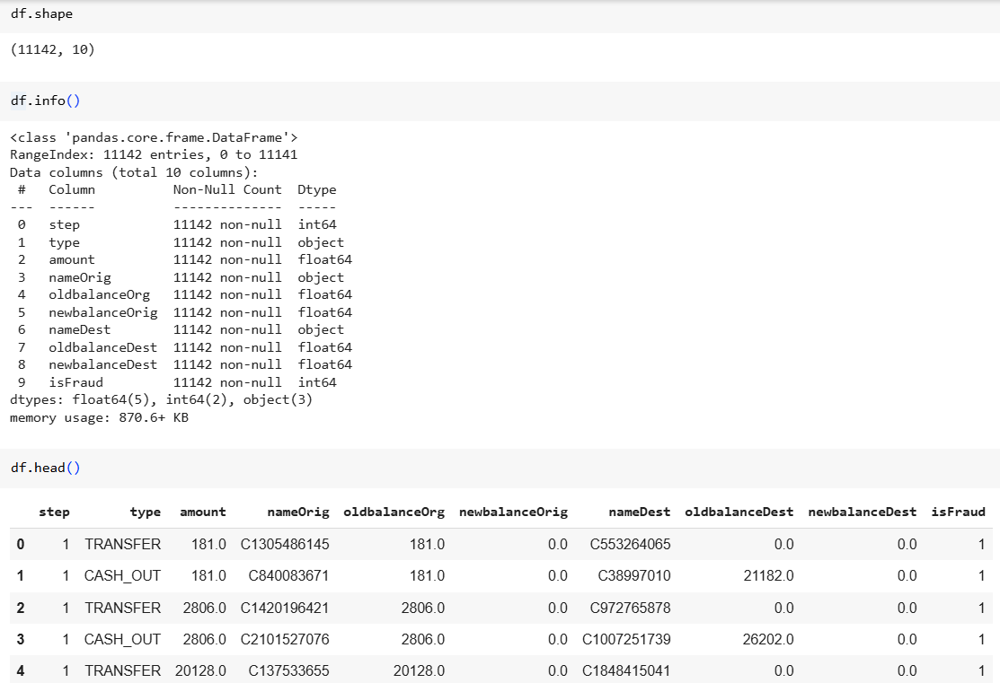 df.shape
(11142, 10)
df.info()
<class 'pandas.core.frame.DataFrame'>
RangeIndex: 11142 entries, 0 to 11141
Data columns (total 10 columns):
 #   Column          Non-Null Count  Dtype
---  ------          --------------  -----
 0   step            11142 non-null  int64
 1   type            11142 non-null  object
 2   amount          11142 non-null  float64
 3   nameOrig        11142 non-null  object
 4   oldbalanceOrg   11142 non-null  float64
 5   newbalanceOrig  11142 non-null  float64
 6   nameDest        11142 non-null  object
 7   oldbalanceDest  11142 non-null  float64
 8   newbalanceDest  11142 non-null  float64
 9   isFraud         11142 non-null  int64
dtypes: float64(5), int64(2), object(3)
memory usage: 870.6+ KB
df.head()
step type amount nameOrig oldbalanceOrg newbalanceOrig nameDest oldbalanceDest newbalanceDest isFraud
0 1 TRANSFER 181.0 C1305486145 181.0 0.0 C553264065 0.0 0.0 1
1 1 CASH_OUT 181.0 C840083671 181.0 0.0 C38997010 21182.0 0.0 1
2 1 TRANSFER 2806.0 C1420196421 2806.0 0.0 C972765878 0.0 0.0 1
3 1 CASH_OUT 2806.0 C2101527076 2806.0 0.0 C1007251739 26202.0 0.0 1
4 1 TRANSFER 20128.0 C137533655 20128.0 0.0 C1848415041 0.0 0.0 1